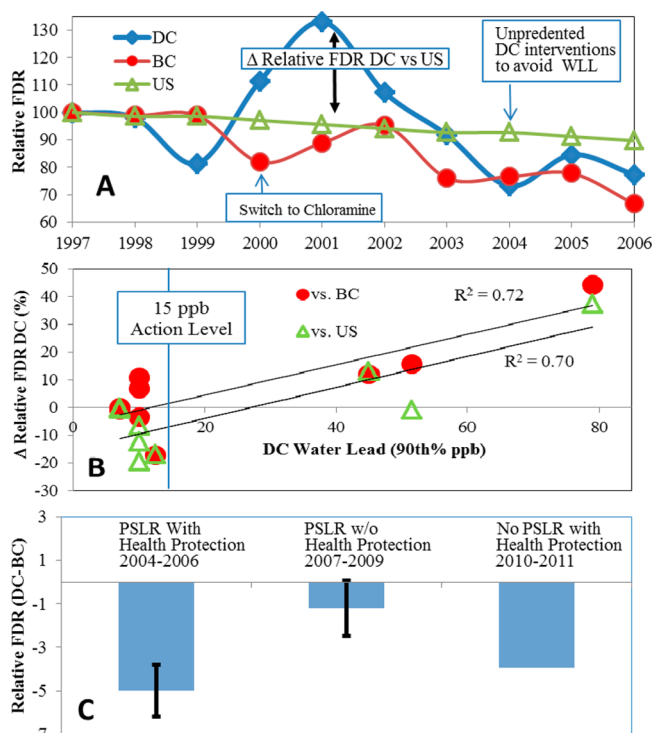 130
120
110
100
90
80
70
60
Relative FDR
DC
BC
US
Δ Relative FDR DC vs US
Unpredented
DC interventions
to avoid WLL
A
Switch to Chloramine
1997 1998 1999 2000 2001 2002 2003 2004 2005 2006
50
40
30
20
10
0
-10
-20
-30
Δ Relative FDR DC (%)
15 ppb
Action Level
vs. BC
vs. US
R² = 0.72
R² = 0.70
0 20 40 60 80
DC Water Lead (90th% ppb)
B
3
1
-1
-3
-5
-7
Relative FDR (DC-BC)
PSLR With
Health Protection
2004-2006
PSLR w/o
Health Protection
2007-2009
No PSLR with
Health Protection
2010-2011
C